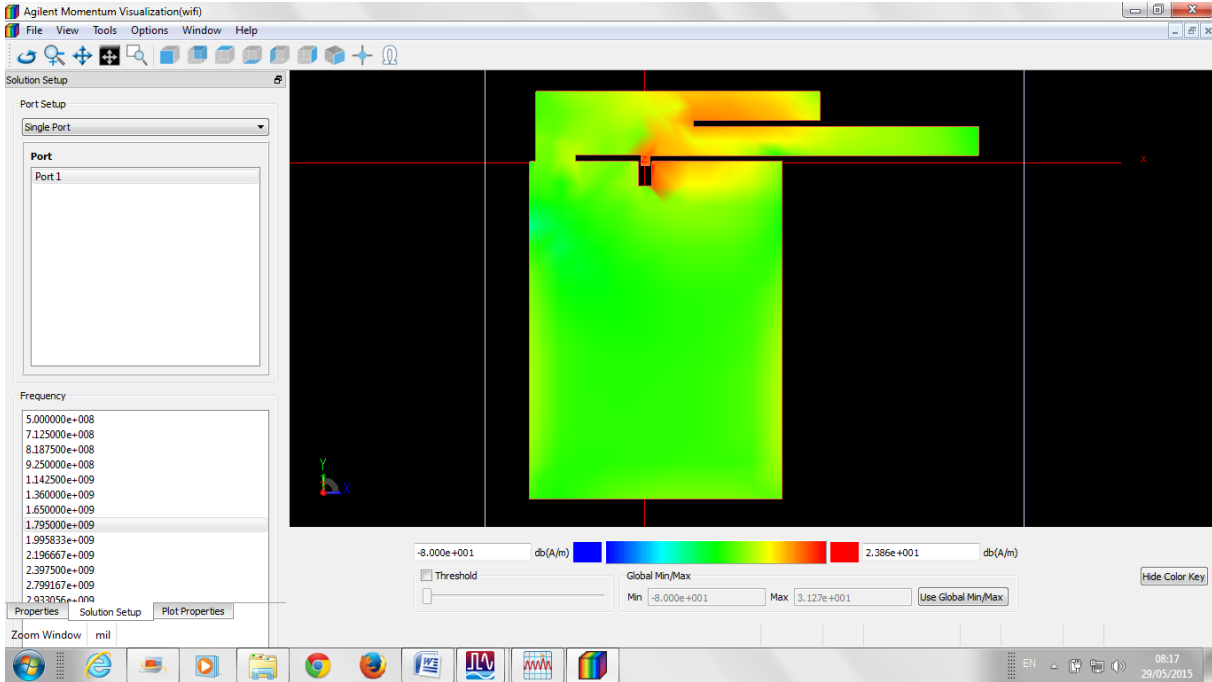 Agilent Momentum Visualization(wifi)
File View Tools Options Window Help
Solution Setup
Port Setup
Single Port
Port
Port 1
Frequency
5.000000e+008
7.125000e+008
8.187500e+008
9.250000e+008
1.142500e+009
1.360000e+009
1.650000e+009
1.795000e+009
1.995833e+009
2.196667e+009
2.397500e+009
2.799167e+009
2.933056e+009
Properties Solution Setup Plot Properties
Zoom Window mil
X
Y
X
-8.000e+001 db(A/m) 2.386e+001 db(A/m)
Threshold
Global Min/Max
Min -8.000e+001 Max 3.127e+001 Use Global Min/Max
Hide Color Key
EN
08:17
29/05/2015